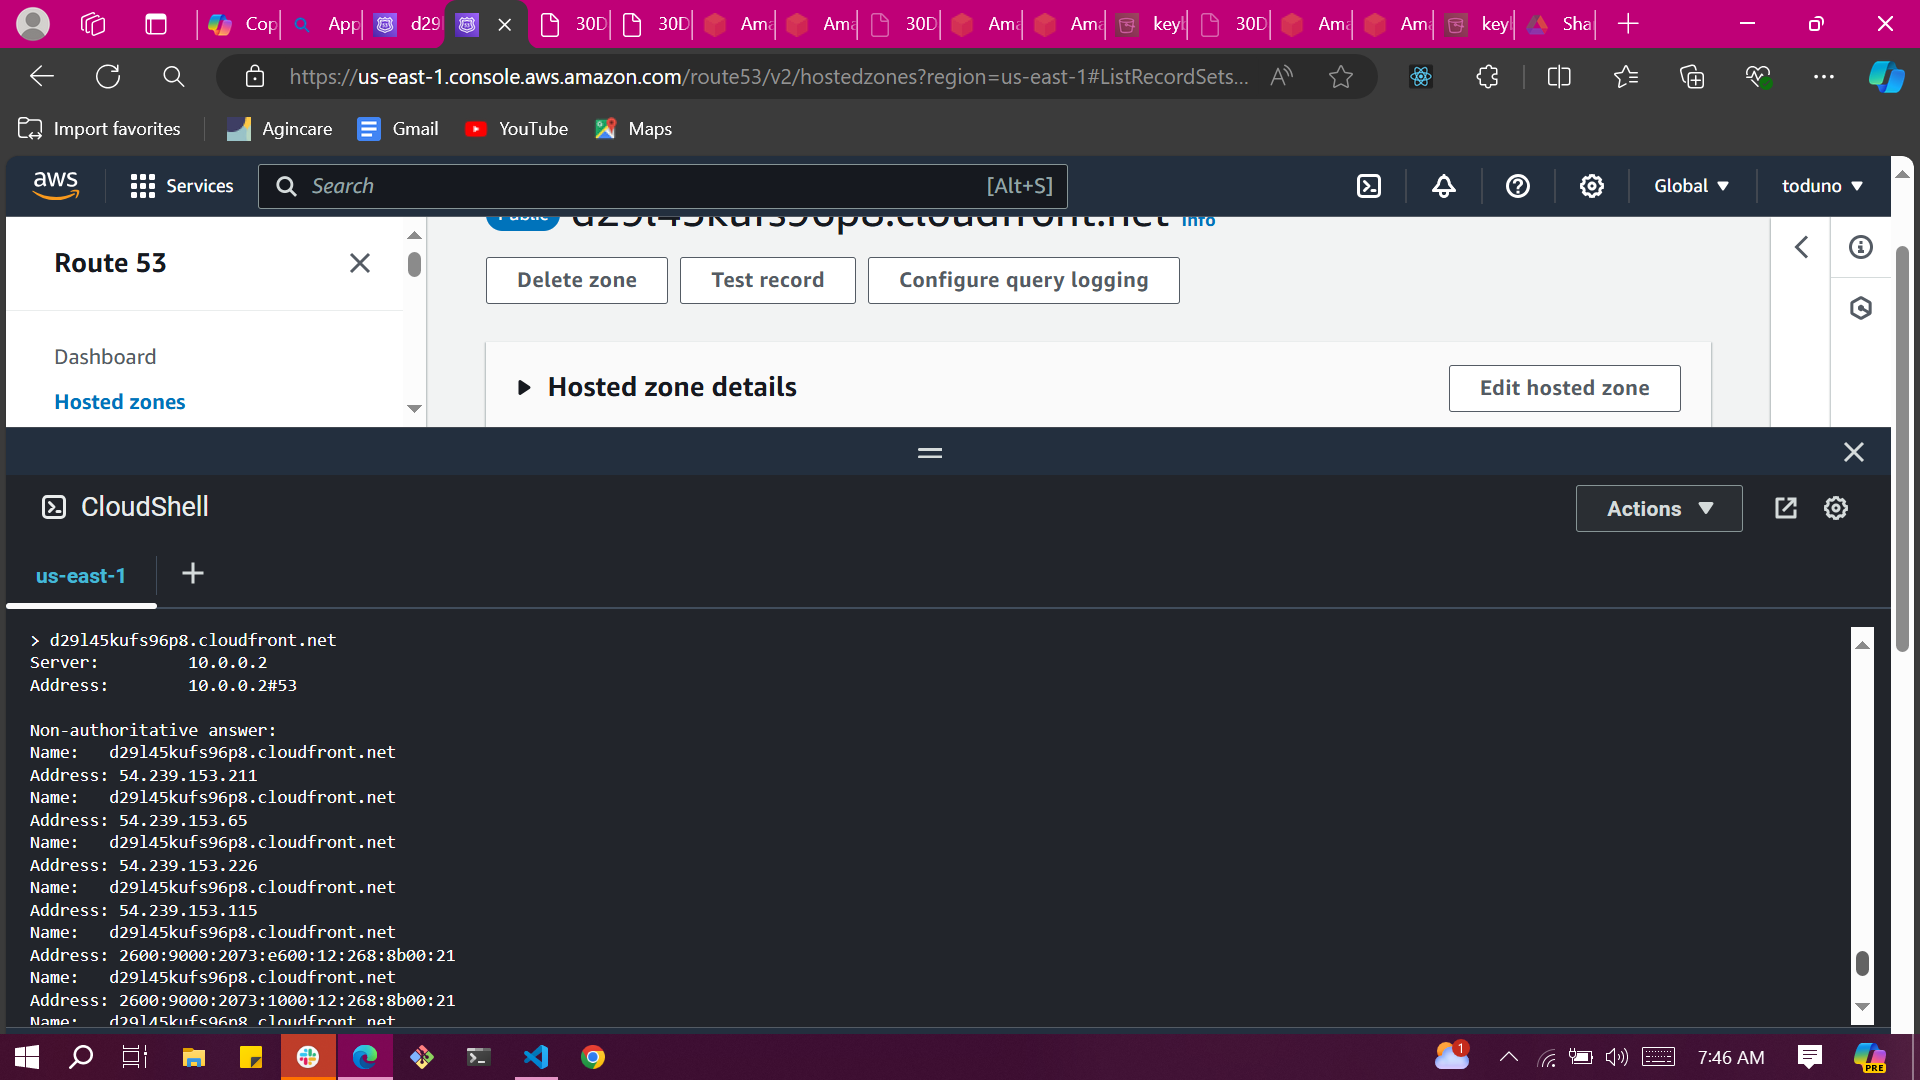 Cop
App
d29
30D
30D
Ama
Ama
30D
Ama
Ama
keyl
30D
Ama
Ama
keyl
Sha
https://us-east-1.console.aws.amazon.com/route53/v2/hostedzones?region=us-east-1#ListRecordSets...
Import favorites
Agincare
Gmail
YouTube
Maps
aws
Services
Search
[Alt+S]
Global
toduno
Route 53
Public d29l45kufs96p8.cloudfront.net Info
Delete zone
Test record
Configure query logging
Dashboard
Hosted zone details
Edit hosted zone
Hosted zones
CloudShell
Actions
us-east-1
> d29l45kufs96p8.cloudfront.net
Server: 10.0.0.2
Address: 10.0.0.2#53
Non-authoritative answer:
Name: d29l45kufs96p8.cloudfront.net
Address: 54.239.153.211
Name: d29l45kufs96p8.cloudfront.net
Address: 54.239.153.65
Name: d29l45kufs96p8.cloudfront.net
Address: 54.239.153.226
Name: d29l45kufs96p8.cloudfront.net
Address: 54.239.153.115
Name: d29l45kufs96p8.cloudfront.net
Address: 2600:9000:2073:e600:12:268:8b00:21
Name: d29l45kufs96p8.cloudfront.net
Address: 2600:9000:2073:1000:12:268:8b00:21
Name: d29l45kufs96p8.cloudfront.net
1
7:46 AM
PRE